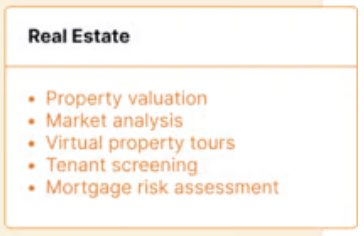 Real Estate
• Property valuation
• Market analysis
• Virtual property tours
• Tenant screening
• Mortgage risk assessment